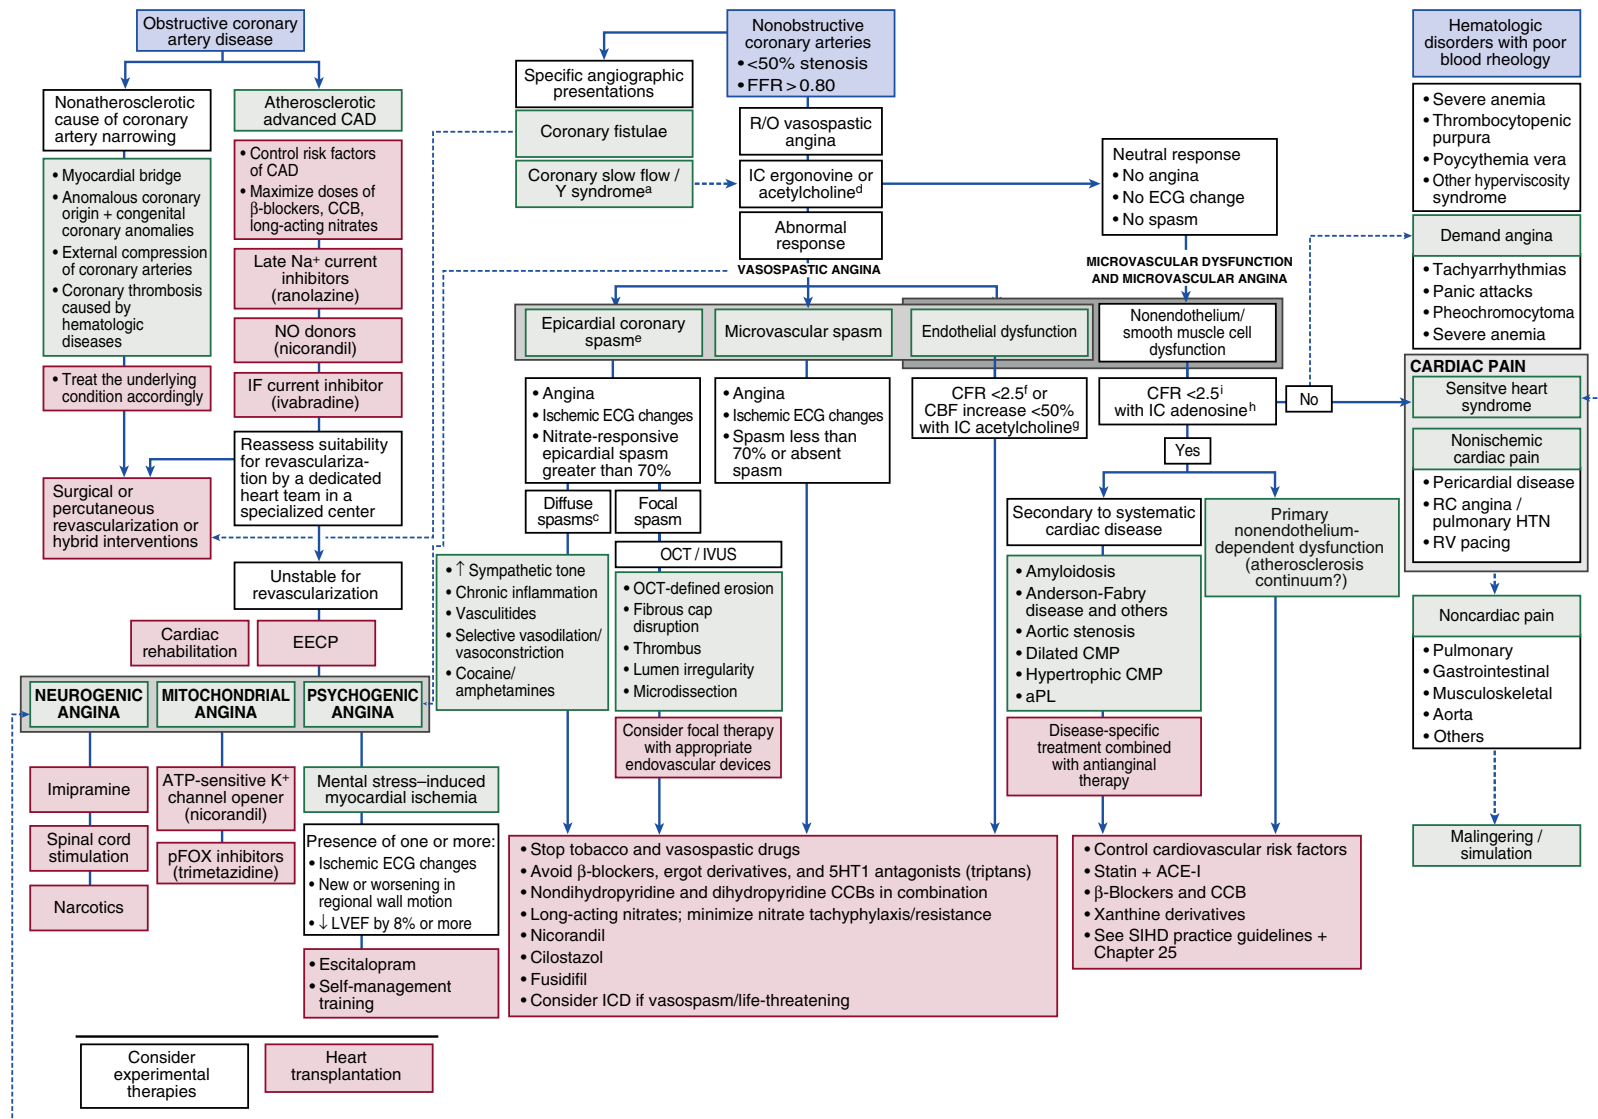 Obstructive coronary
artery disease
Nonatherosclerotic
cause of coronary
artery narrowing
• Myocardial bridge
• Anomalous coronary
origin + congenital
coronary anomalies
• External compression
of coronary arteries
• Coronary thrombosis
caused by
hematologic
diseases
• Treat the underlying
condition accordingly
Surgical or
percutaneous
revascularization or
hybrid interventions
Atherosclerotic
advanced CAD
• Control risk factors
of CAD
• Maximize doses of
β-blockers, CCB,
long-acting nitrates
Late Na+ current
inhibitors
(ranolazine)
NO donors
(nicorandil)
IF current inhibitor
(ivabradine)
Reassess suitability
for revasculariza-
tion by a dedicated
heart team in a
specialized center
Unstable for
revascularization
Cardiac
rehabilitation
EECP
NEUROGENIC
ANGINA
MITOCHONDRIAL
ANGINA
PSYCHOGENIC
ANGINA
Imipramine
Spinal cord
stimulation
Narcotics
ATP-sensitive K+
channel opener
(nicorandil)
pFOX inhibitors
(trimetazidine)
Mental stress–induced
myocardial ischemia
Presence of one or more:
• Ischemic ECG changes
• New or worsening in
regional wall motion
• ↓ LVEF by 8% or more
• Escitalopram
• Self-management
training
Consider
experimental
therapies
Heart
transplantation
Nonobstructive
coronary arteries
• <50% stenosis
• FFR > 0.80
Specific angiographic
presentations
Coronary fistulae
Coronary slow flow /
Y syndromea
R/O vasospastic
angina
IC ergonovine or
acetylcholined
Abnormal
response
VASOSPASTIC ANGINA
Neutral response
• No angina
• No ECG change
• No spasm
MICROVASCULAR DYSFUNCTION
AND MICROVASCULAR ANGINA
Epicardial coronary
spasme
Microvascular spasm
Endothelial dysfunction
Nonendothelium/
smooth muscle cell
dysfunction
• Angina
• Ischemic ECG changes
• Nitrate-responsive
epicardial spasm
greater than 70%
• Angina
• Ischemic ECG changes
• Spasm less than
70% or absent
spasm
CFR <2.5f or
CBF increase <50%
with IC acetylcholineg
CFR <2.5i
with IC adenosineh
No
Yes
Diffuse
spasmsc
Focal
spasm
OCT / IVUS
• ↑ Sympathetic tone
• Chronic inflammation
• Vasculitides
• Selective vasodilation/
vasoconstriction
• Cocaine/
amphetamines
• OCT-defined erosion
• Fibrous cap
disruption
• Thrombus
• Lumen irregularity
• Microdissection
Consider focal therapy
with appropriate
endovascular devices
Secondary to systematic
cardiac disease
• Amyloidosis
• Anderson-Fabry
disease and others
• Aortic stenosis
• Dilated CMP
• Hypertrophic CMP
• aPL
Disease-specific
treatment combined
with antianginal
therapy
Primary
nonendothelium-
dependent dysfunction
(atherosclerosis
continuum?)
• Stop tobacco and vasospastic drugs
• Avoid β-blockers, ergot derivatives, and 5HT1 antagonists (triptans)
• Nondihydropyridine and dihydropyridine CCBs in combination
• Long-acting nitrates; minimize nitrate tachyphylaxis/resistance
• Nicorandil
• Cilostazol
• Fusidifil
• Consider ICD if vasospasm/life-threatening
• Control cardiovascular risk factors
• Statin + ACE-I
• β-Blockers and CCB
• Xanthine derivatives
• See SIHD practice guidelines +
Chapter 25
Hematologic
disorders with poor
blood rheology
• Severe anemia
• Thrombocytopenic
purpura
• Poycythemia vera
• Other hyperviscosity
syndrome
Demand angina
• Tachyarrhythmias
• Panic attacks
• Pheochromocytoma
• Severe anemia
CARDIAC PAIN
Sensitve heart
syndrome
Nonischemic
cardiac pain
• Pericardial disease
• RC angina /
pulmonary HTN
• RV pacing
Noncardiac pain
• Pulmonary
• Gastrointestinal
• Musculoskeletal
• Aorta
• Others
Malingering /
simulation